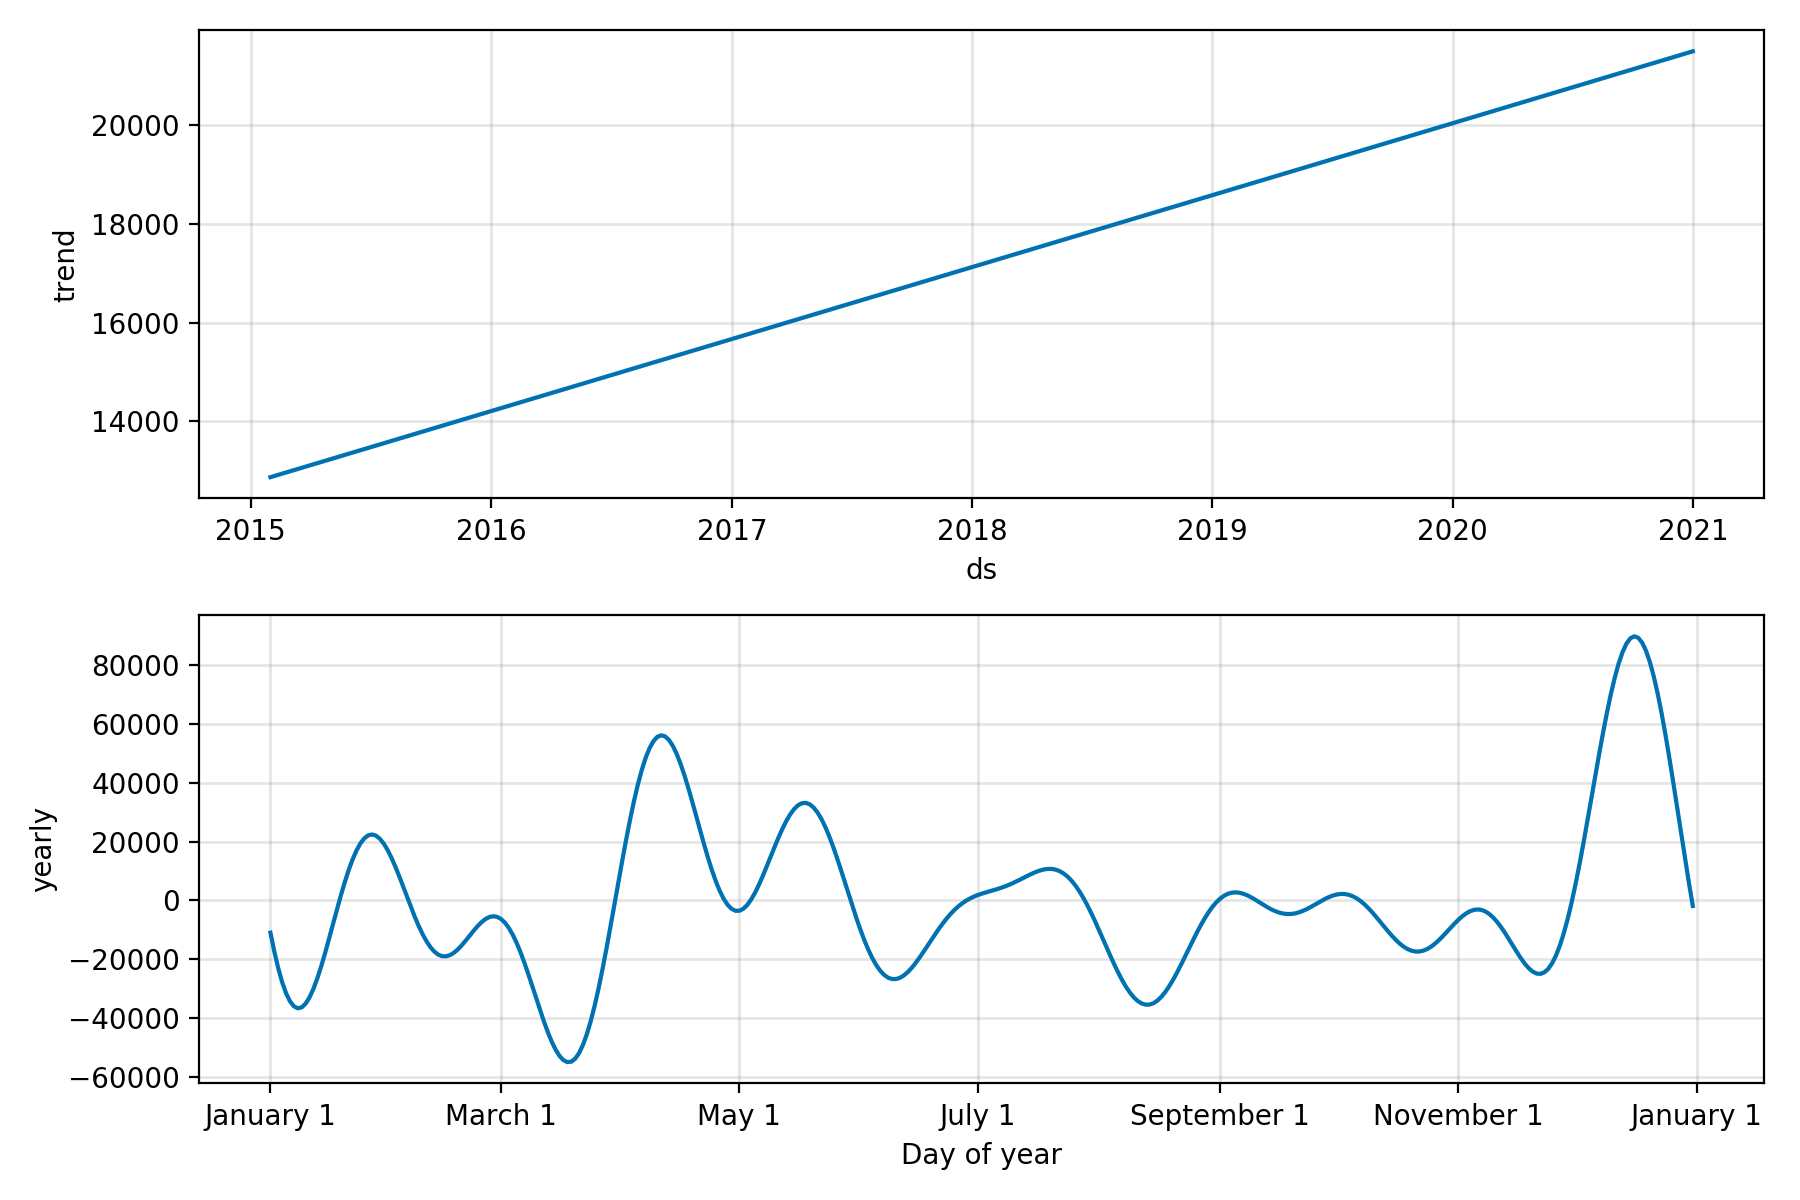 20000
18000
16000
14000
trend
2015 2016 2017 2018 2019 2020 2021
ds
80000
60000
40000
20000
0
−20000
−40000
−60000
yearly
January 1 March 1 May 1 July 1 September 1 November 1 January 1
Day of year